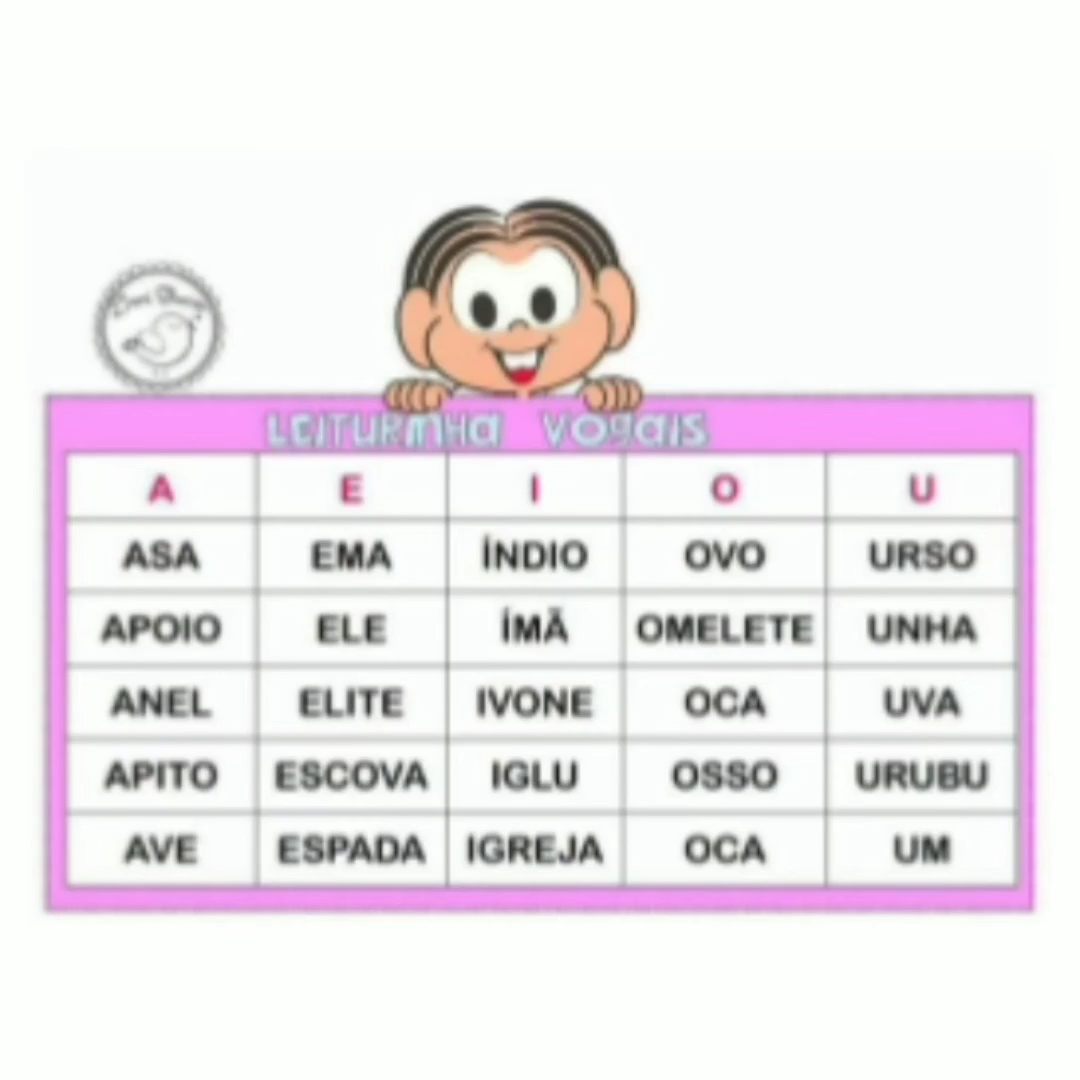 LEITURINHA VOGAIS
A E I O U
ASA EMA ÍNDIO OVO URSO
APOIO ELE ÍMÃ OMELETE UNHA
ANEL ELITE IVONE OCA UVA
APITO ESCOVA IGLU OSSO URUBU
AVE ESPADA IGREJA OCA UM